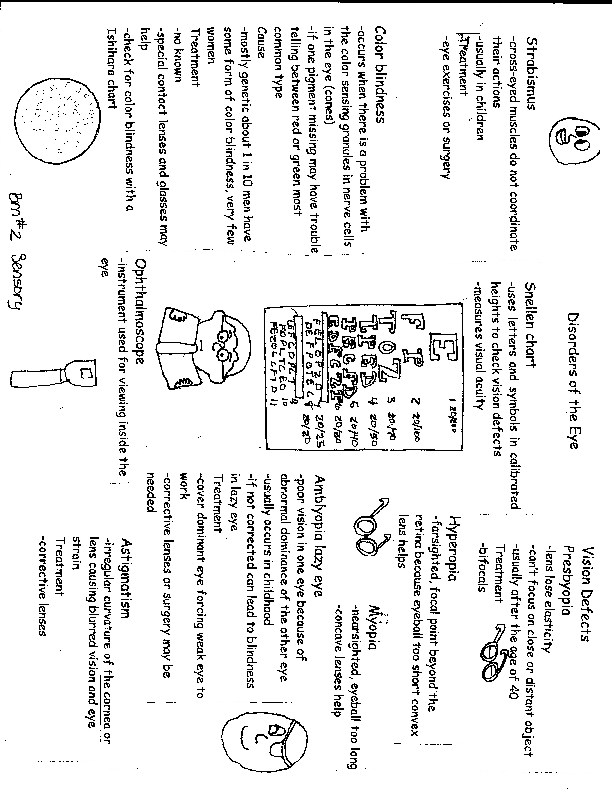 Disorders of the Eye
Strabismus
-cross-eyed muscles do not coordinate
their actions
-usually in children
Treatment
-eye exercises or surgery
Color blindness
-occurs when there is a problem with
the color sensing granules in nerve cells
in the eye (cones)
-if one pigment missing may have trouble
telling between red or green most
common type
Cause
-mostly genetic about 1 in 10 men have
some form of color blindness, very few
women
Treatment
-no known
-special contact lenses and glasses may
help
-check for color blindness with a
Ishihara chart
Snellen chart
-uses letters and symbols in calibrated
heights to check vision defects
-measures visual acuity
E 1 20/200
F P 2 20/100
T O Z 3 20/70
L P E D 4 20/50
P E C F D 5 20/40
E D F C Z P 6 20/30
F E L O P Z D 7 20/25
D E F P O T E C 8 20/20
Ophthalmoscope
-instrument used for viewing inside the
eye
Vision Defects
Presbyopia
-lens lose elasticity
-can't focus on close or distant object
-usually after the age of 40
Treatment
-bifocals
Hyperopia
-farsighted, focal point beyond the
retina because eyeball too short convex
lens helps
Myopia
-nearsighted, eyeball too long
-concave lenses help
Amblyopia lazy eye
-poor vision in one eye because of
abnormal dominance of the other eye
-usually occurs in childhood
-if not corrected can lead to blindness
in lazy eye
Treatment
-cover dominant eye forcing weak eye to
work
-corrective lenses or surgery may be
needed
Astigmatism
-irregular curvature of the cornea or
lens causing blurred vision and eye
strain
Treatment
-corrective lenses
Bm#2 Sensory